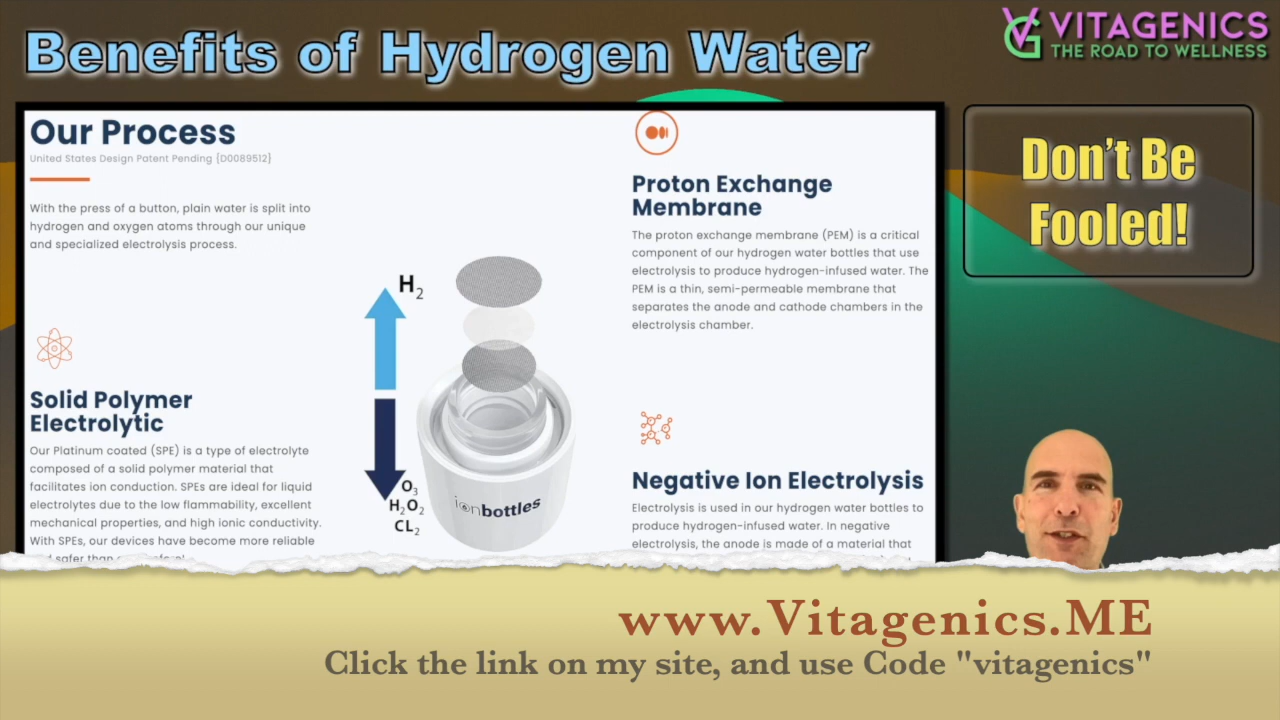 Benefits of Hydrogen Water
VITAGENICS
THE ROAD TO WELLNESS
Our Process
United States Design Patent Pending {D0089512}
With the press of a button, plain water is split into
hydrogen and oxygen atoms through our unique
and specialized electrolysis process.
Solid Polymer
Electrolytic
Our Platinum coated (SPE) is a type of electrolyte
composed of a solid polymer material that
facilitates ion conduction. SPEs are ideal for liquid
electrolytes due to the low flammability, excellent
mechanical properties, and high ionic conductivity.
With SPEs, our devices have become more reliable
safer than
H2
O3
H2O2
CL2
ionbottles
Proton Exchange
Membrane
The proton exchange membrane (PEM) is a critical
component of our hydrogen water bottles that use
electrolysis to produce hydrogen-infused water. The
PEM is a thin, semi-permeable membrane that
separates the anode and cathode chambers in the
electrolysis chamber.
Negative Ion Electrolysis
Electrolysis is used in our hydrogen water bottles to
produce hydrogen-infused water. In negative
electrolysis, the anode is made of a material that
Don't Be
Fooled!
www.Vitagenics.ME
Click the link on my site, and use Code "vitagenics"